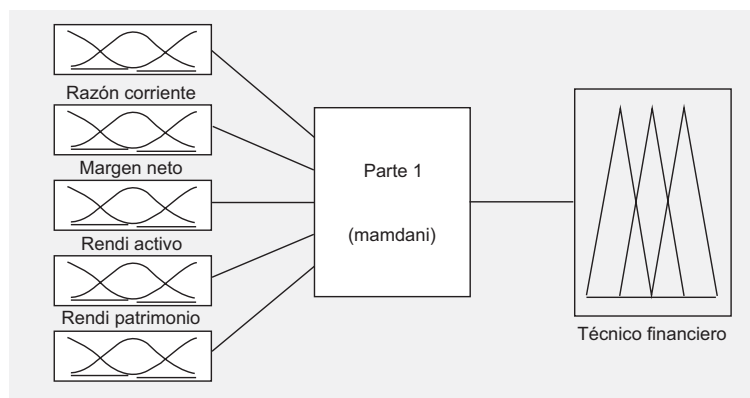 Razón corriente
Margen neto
Rendi activo
Rendi patrimonio
Parte 1
(mamdani)
Técnico financiero